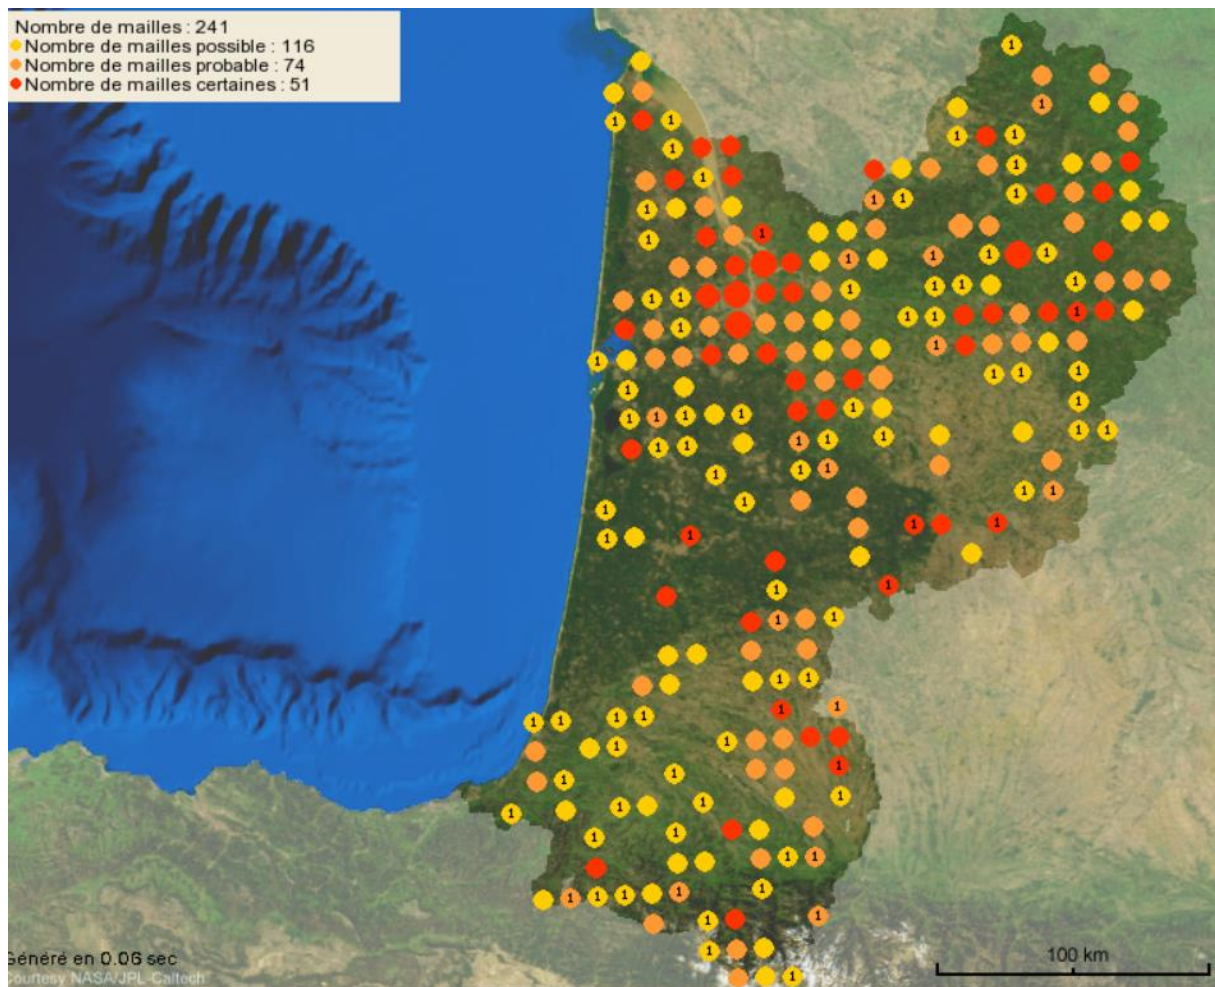 Nombre de mailles : 241
Nombre de mailles possible : 116
Nombre de mailles probable : 74
Nombre de mailles certaines : 51
100 km
Généré en 0.06 sec
Courtesy NASA/JPL-Caltech